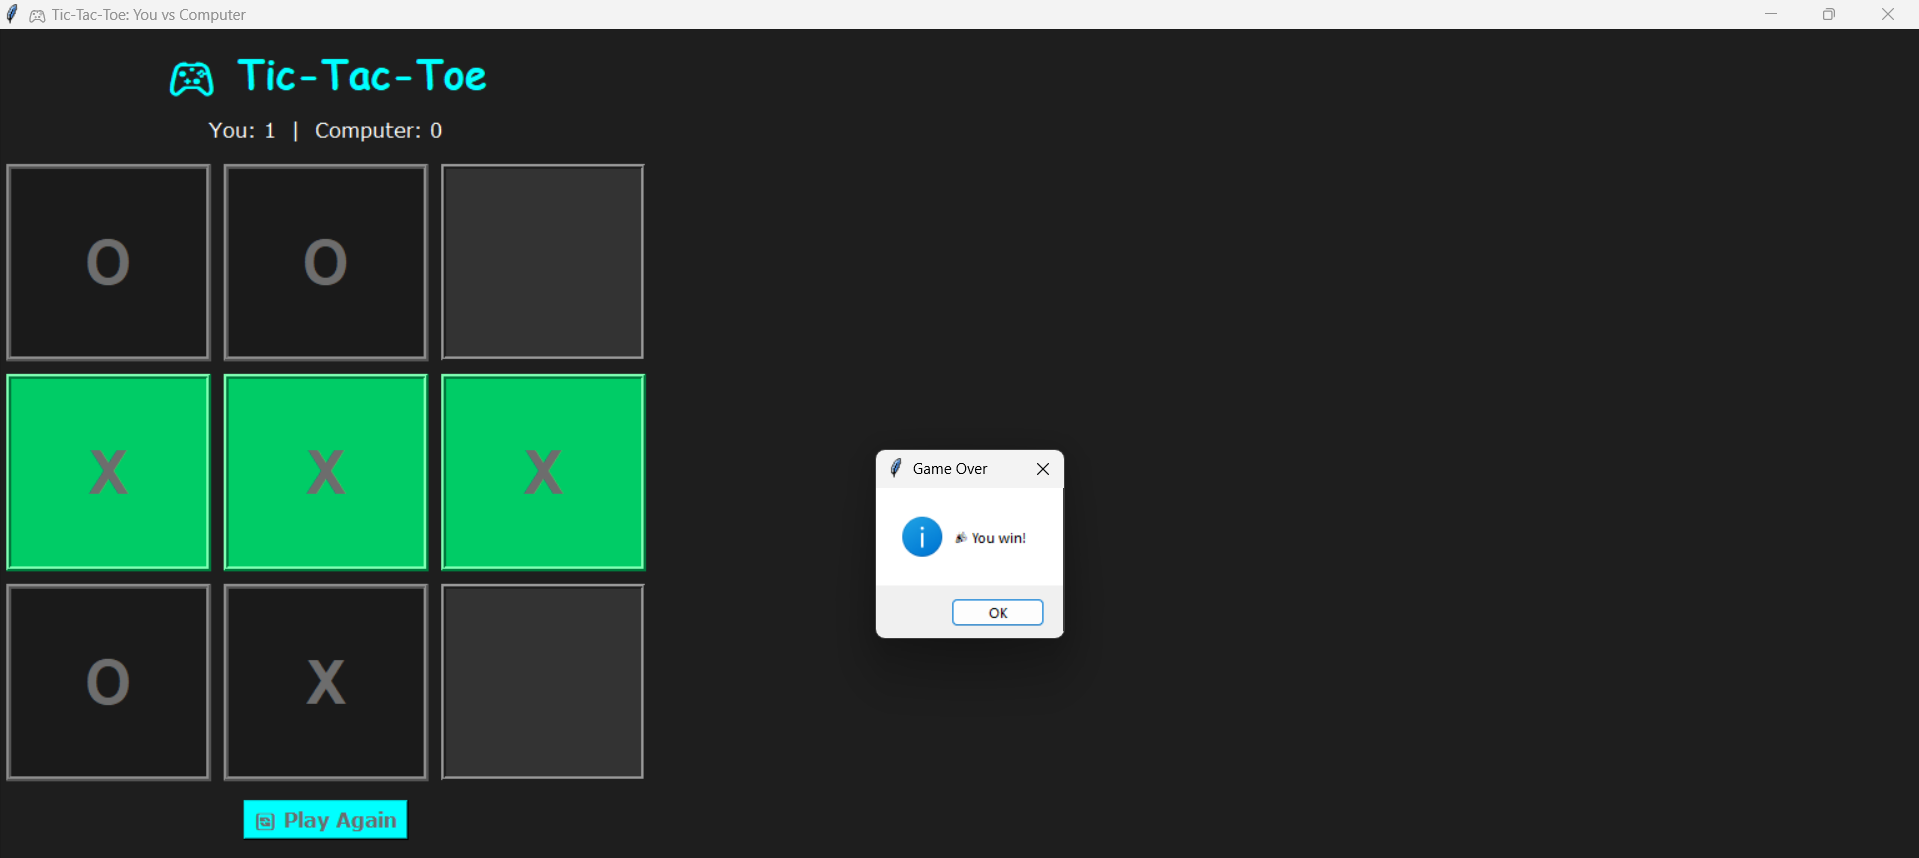 Tic-Tac-Toe: You vs Computer
Tic-Tac-Toe
You: 1 | Computer: 0
O O
X X X
O X
Play Again
Game Over
You win!
OK